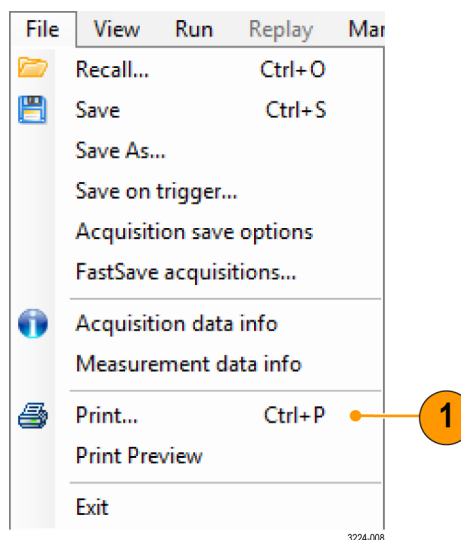 File View Run Replay Mar
Recall... Ctrl+O
Save Ctrl+S
Save As...
Save on trigger...
Acquisition save options
FastSave acquisitions...
Acquisition data info
Measurement data info
Print... Ctrl+P 1
Print Preview
Exit
3224-008